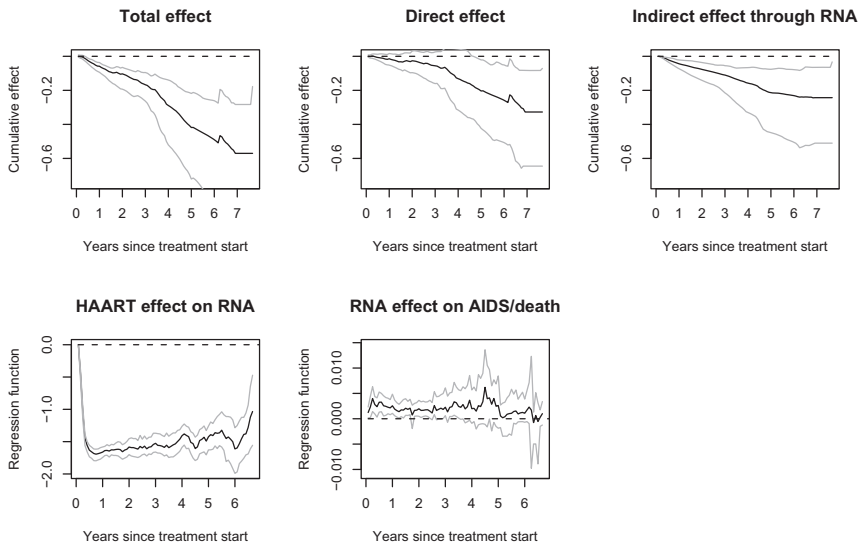 Total effect
Direct effect
Indirect effect through RNA
Cumulative effect
−0.2
−0.6
0 1 2 3 4 5 6 7
Years since treatment start
Cumulative effect
−0.2
−0.6
0 1 2 3 4 5 6 7
Years since treatment start
Cumulative effect
−0.2
−0.6
0 1 2 3 4 5 6 7
Years since treatment start
HAART effect on RNA
RNA effect on AIDS/death
Regression function
0.0
−1.0
−2.0
0 1 2 3 4 5 6
Years since treatment start
Regression function
0.010
0.000
−0.010
0 1 2 3 4 5 6
Years since treatment start